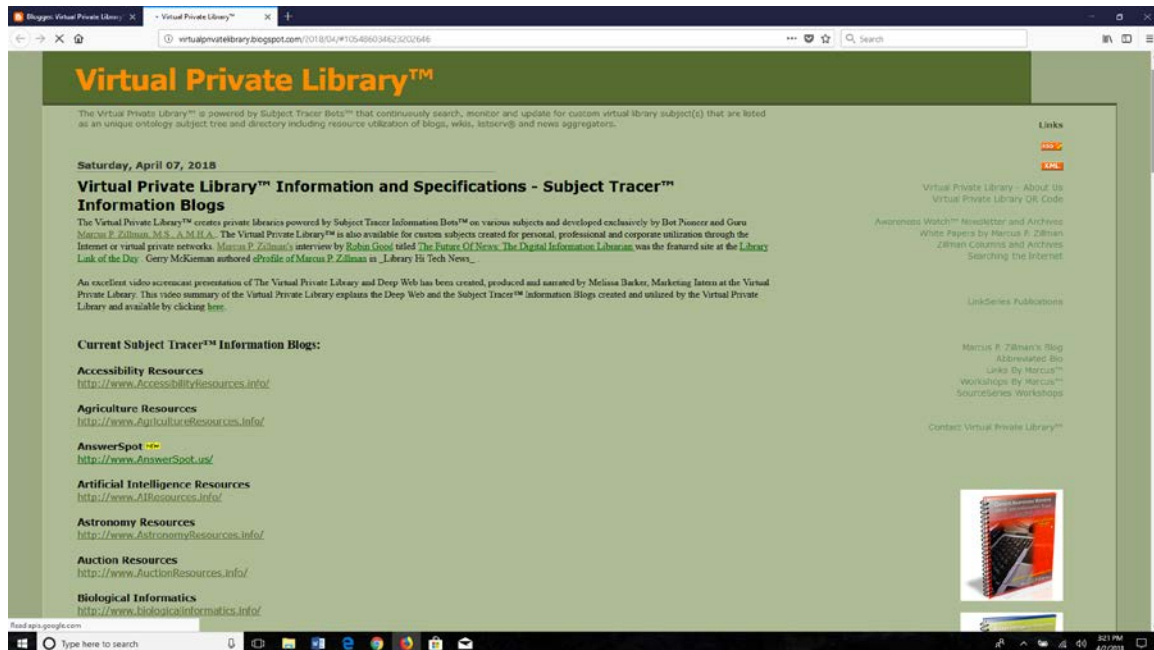 Blogger: Virtual Private Library
Virtual Private Library™
virtualprivatelibrary.blogspot.com/2018/04/#105486034623202646
Search
Virtual Private Library™
The Virtual Private Library™ is powered by Subject Tracer Bots™ that continuously search, monitor and update for custom virtual library subject(s) that are listed
as an unique ontology subject tree and directory including resource utilization of blogs, wikis, listserv® and news aggregators.
Saturday, April 07, 2018
Virtual Private Library™ Information and Specifications - Subject Tracer™
Information Blogs
The Virtual Private Library™ creates private libraries powered by Subject Tracer Information Bots™ on various subjects and developed exclusively by Bot Pioneer and Guru
Marcus P. Zillman, M.S., A.M.H.A.. The Virtual Private Library™ is also available for custom subjects created for personal, professional and corporate utilization through the
Internet or virtual private networks. Marcus P. Zillman's interview by Robin Good titled The Future Of News: The Digital Information Librarian was the featured site at the Library
Link of the Day . Gerry McKiernan authored eProfile of Marcus P. Zillman in _Library Hi Tech News_ .
An excellent video screencast presentation of The Virtual Private Library and Deep Web has been created, produced and narrated by Melissa Barker, Marketing Intern at the Virtual
Private Library. This video summary of the Virtual Private Library explains the Deep Web and the Subject Tracer™ Information Blogs created and utilized by the Virtual Private
Library and available by clicking here.
Current Subject Tracer™ Information Blogs:
Accessibility Resources
http://www.AccessibilityResources.info/
Agriculture Resources
http://www.AgricultureResources.info/
AnswerSpot NEW
http://www.AnswerSpot.us/
Artificial Intelligence Resources
http://www.AIResources.info/
Astronomy Resources
http://www.AstronomyResources.info/
Auction Resources
http://www.AuctionResources.info/
Biological Informatics
http://www.biologicalinformatics.info/
Links
RSS
XML
Virtual Private Library - About Us
Virtual Private Library QR Code
Awareness Watch™ Newsletter and Archives
White Papers by Marcus P. Zillman
Zillman Columns and Archives
Searching the Internet
LinkSeries Publications
Marcus P. Zillman's Blog
Abbreviated Bio
Links By Marcus™
Workshops By Marcus™
SourceSeries Workshops
Contact Virtual Private Library™
Read apis.google.com
Type here to search
3:21 PM